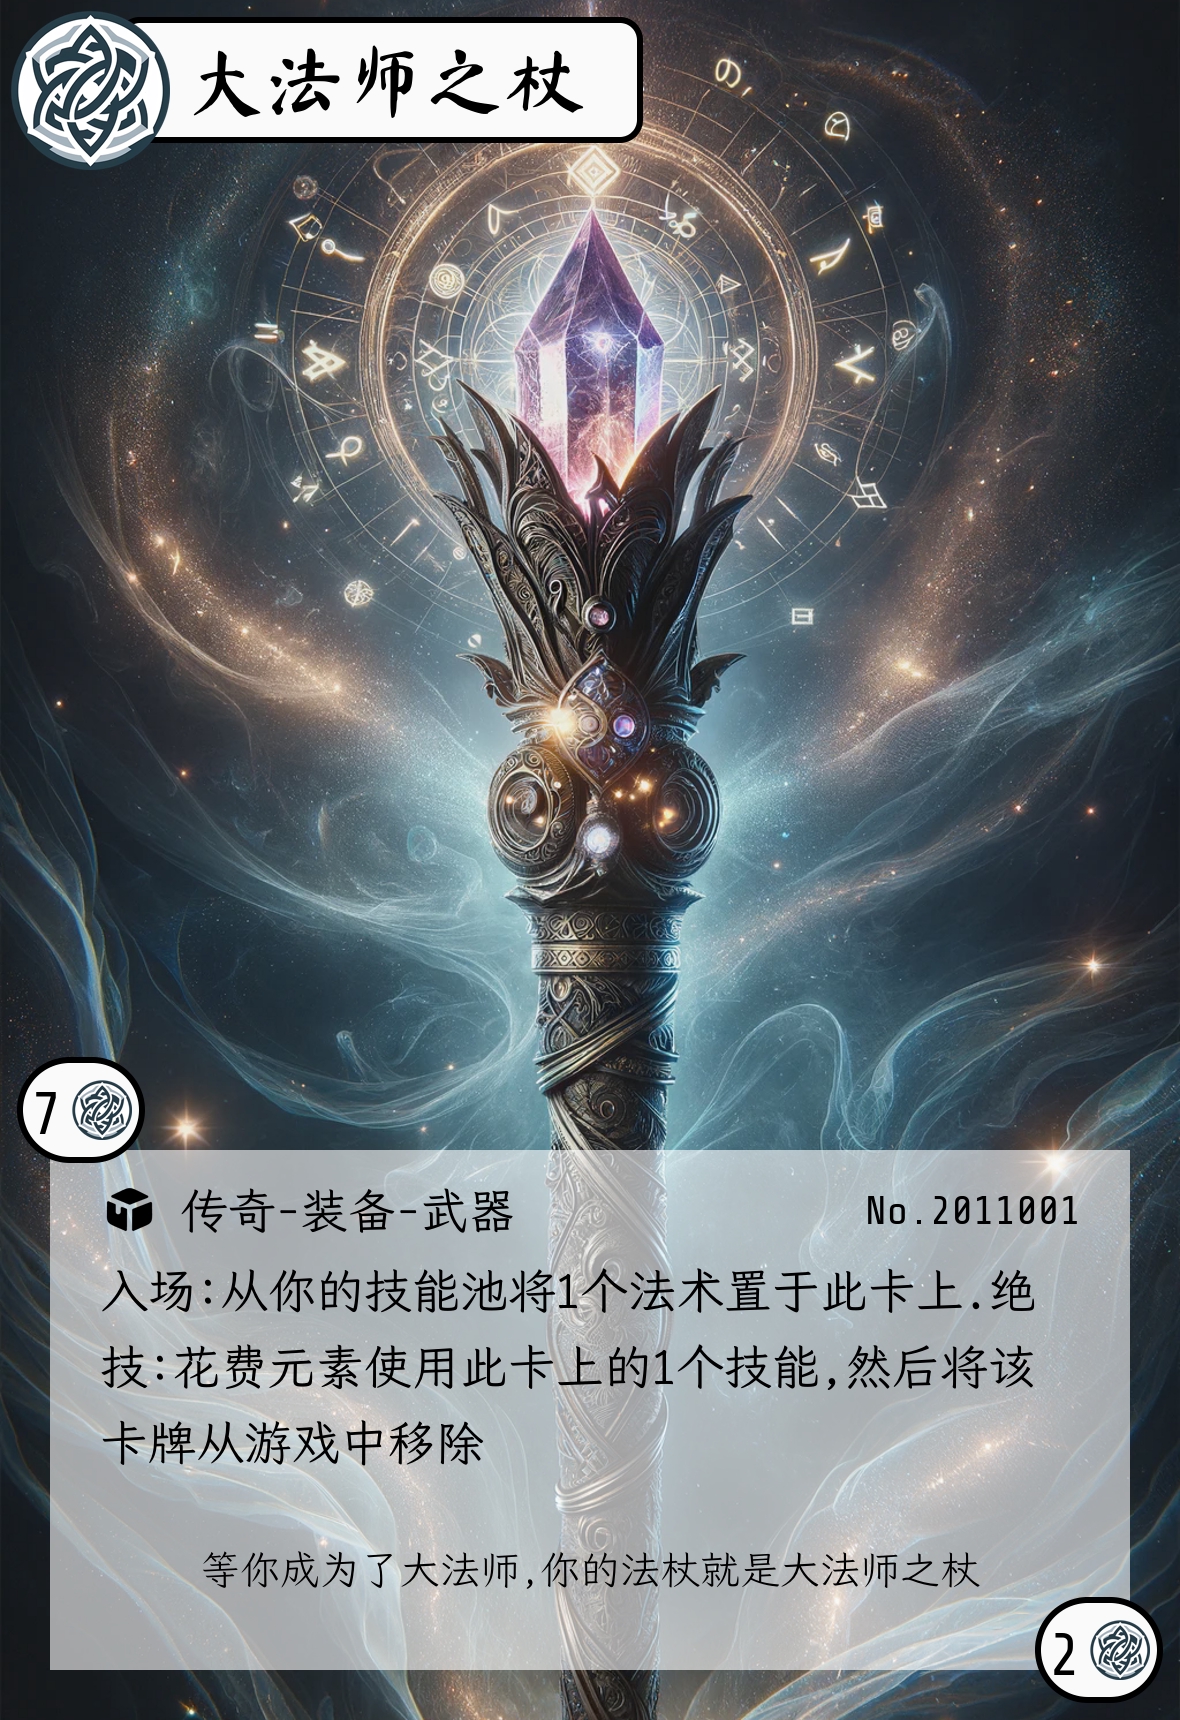 大法师之杖
7
传奇-装备-武器
No.2011001
入场:从你的技能池将1个法术置于此卡上.绝
技:花费元素使用此卡上的1个技能,然后将该
卡牌从游戏中移除
等你成为了大法师,你的法杖就是大法师之杖
2